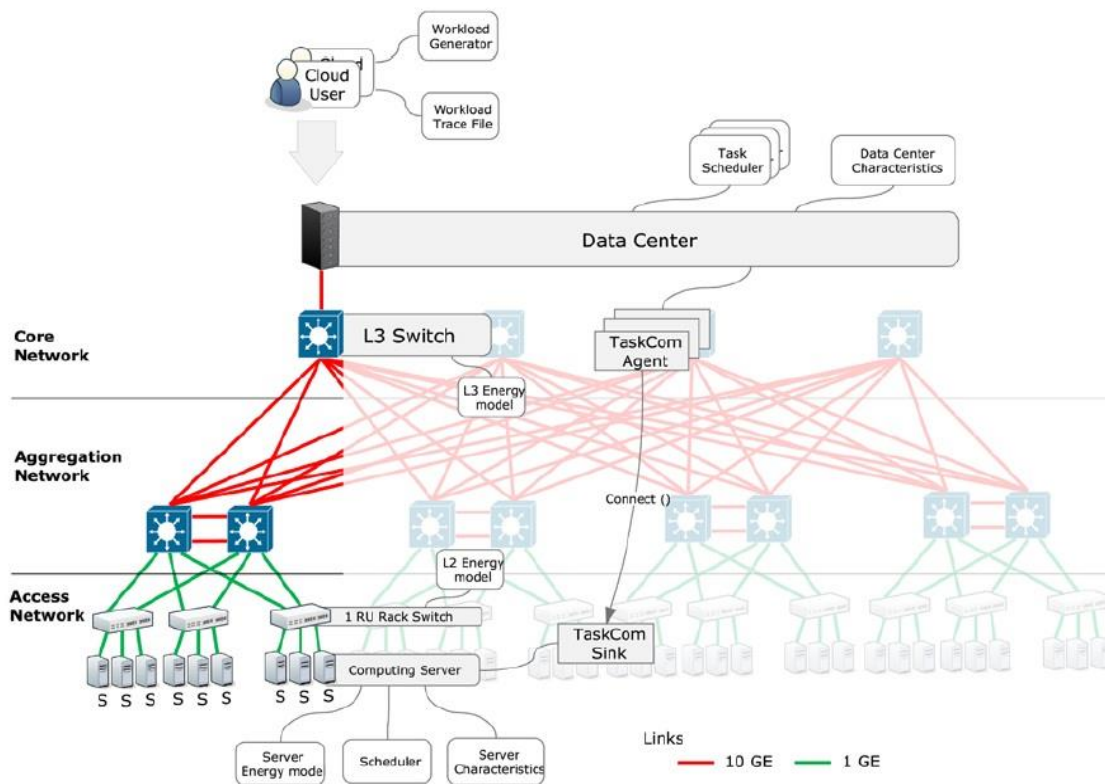 Workload
Generator
Cloud
Cloud
User
Workload
Trace File
Task
Scheduler
Data Center
Characteristics
Data Center
Core
Network
L3 Switch
TaskCom
Agent
L3 Energy
model
Aggregation
Network
Connect ()
L2 Energy
model
Access
Network
1 RU Rack Switch
TaskCom
Sink
Computing Server
S S S S S S S S S
Server
Energy mode
Scheduler
Server
Characteristics
Links
10 GE
1 GE